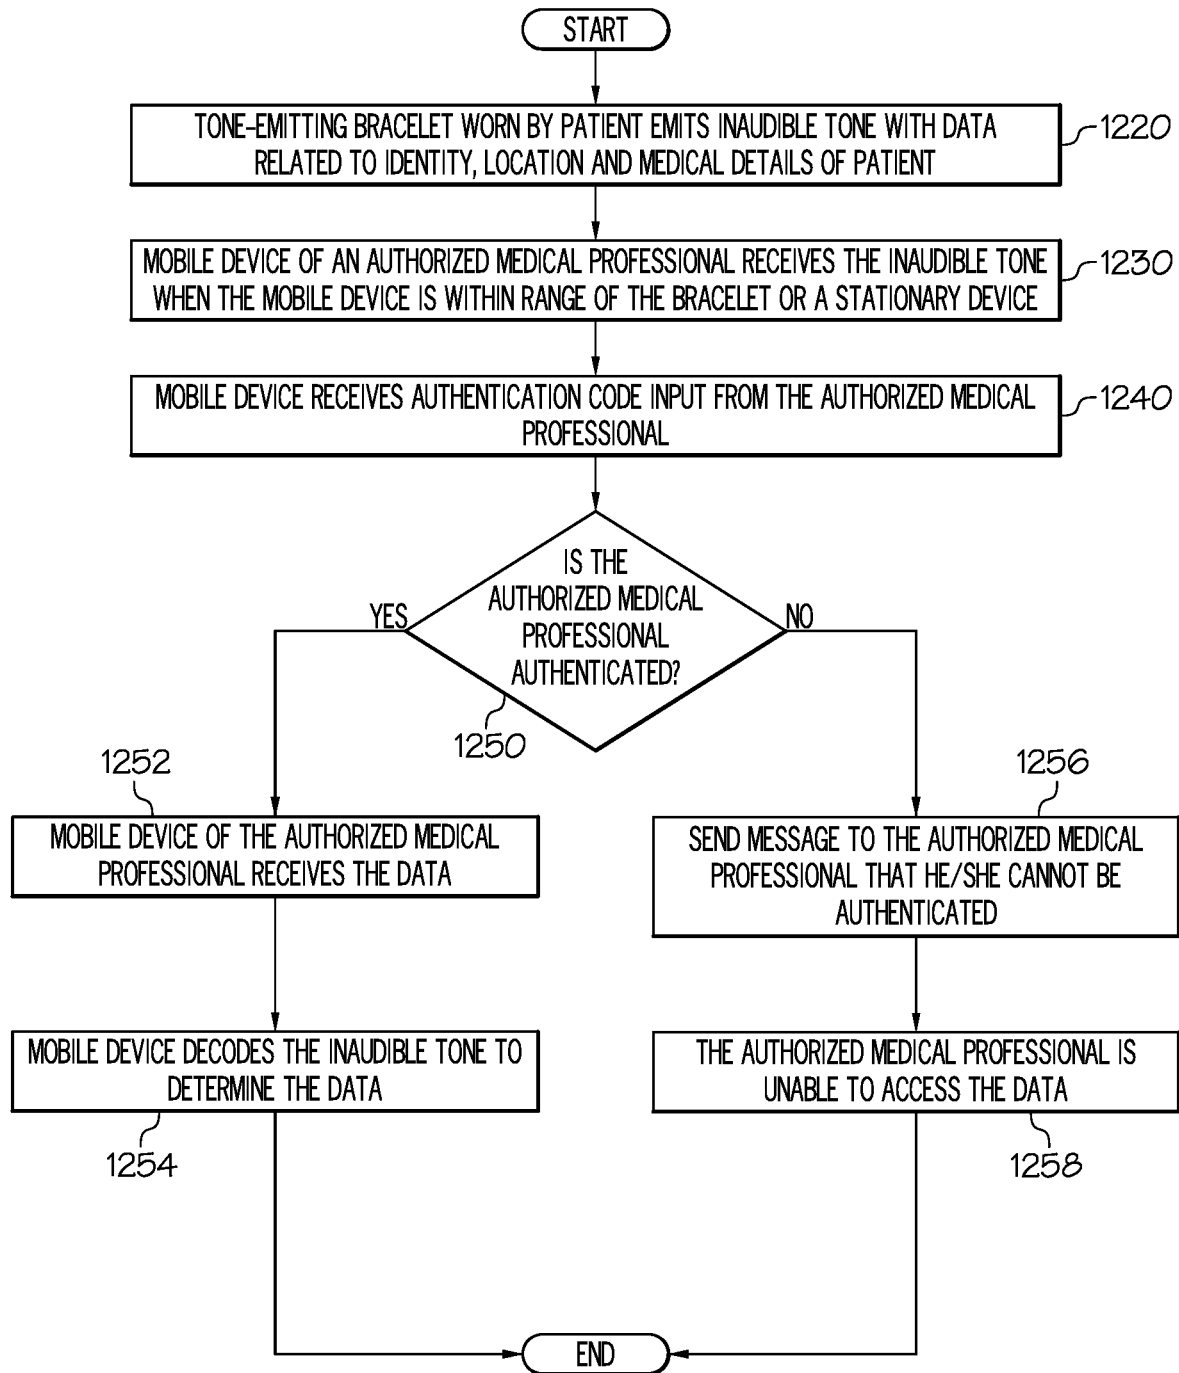 START
TONE-EMITTING BRACELET WORN BY PATIENT EMITS INAUDIBLE TONE WITH DATA
RELATED TO IDENTITY, LOCATION AND MEDICAL DETAILS OF PATIENT
1220
MOBILE DEVICE OF AN AUTHORIZED MEDICAL PROFESSIONAL RECEIVES THE INAUDIBLE TONE
WHEN THE MOBILE DEVICE IS WITHIN RANGE OF THE BRACELET OR A STATIONARY DEVICE
1230
MOBILE DEVICE RECEIVES AUTHENTICATION CODE INPUT FROM THE AUTHORIZED MEDICAL
PROFESSIONAL
1240
IS THE
AUTHORIZED MEDICAL
PROFESSIONAL
AUTHENTICATED?
YES
NO
1250
1252
MOBILE DEVICE OF THE AUTHORIZED MEDICAL
PROFESSIONAL RECEIVES THE DATA
1256
SEND MESSAGE TO THE AUTHORIZED MEDICAL
PROFESSIONAL THAT HE/SHE CANNOT BE
AUTHENTICATED
MOBILE DEVICE DECODES THE INAUDIBLE TONE TO
DETERMINE THE DATA
1254
THE AUTHORIZED MEDICAL PROFESSIONAL IS
UNABLE TO ACCESS THE DATA
1258
END